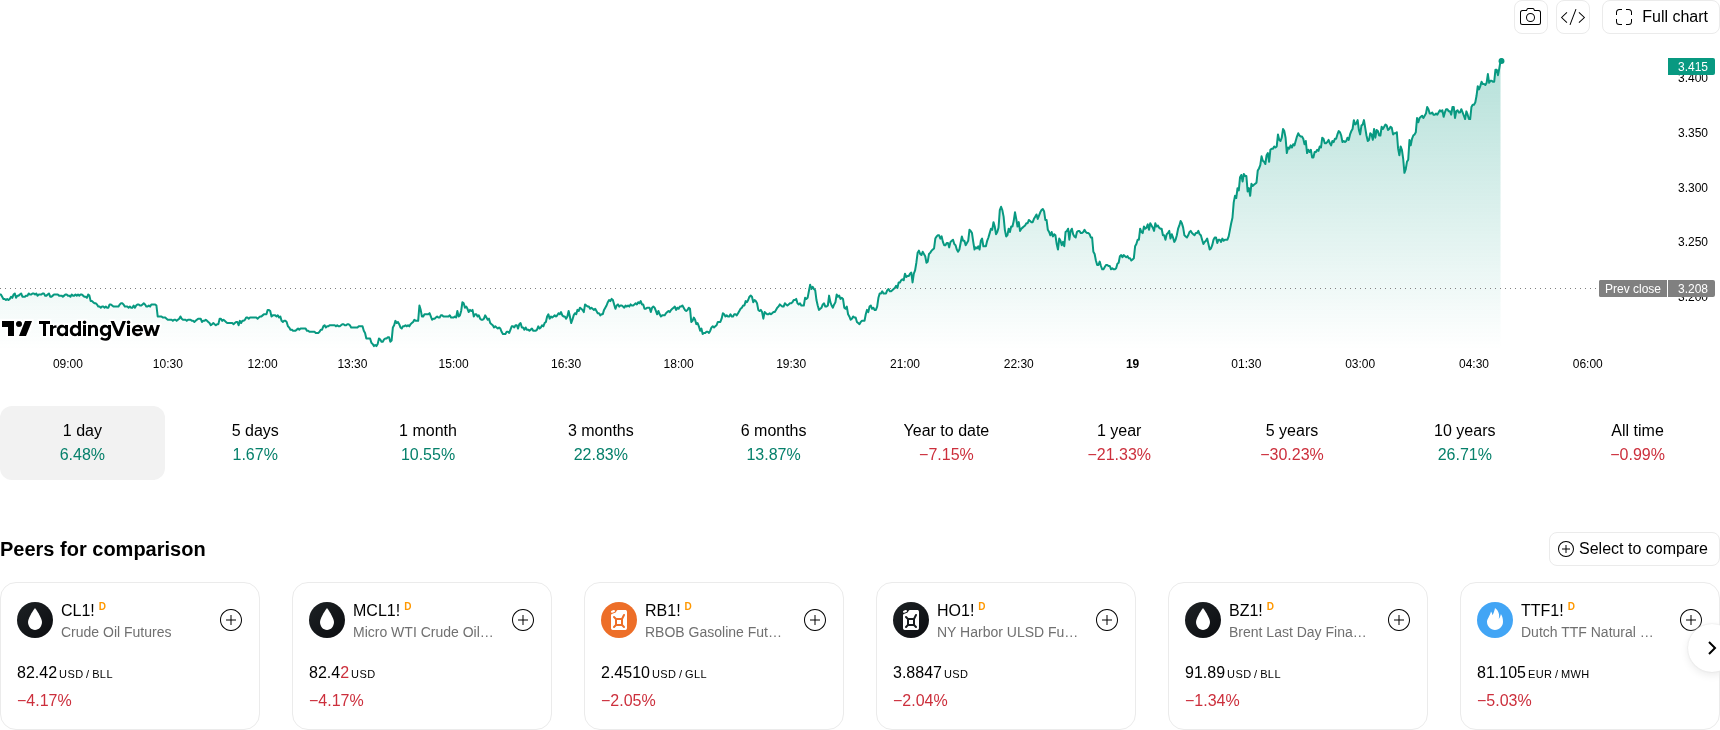 </> Full chart
3.415
3.400
3.350
3.300
3.250
Prev close 3.208
3.200
TradingView
09:00 10:30 12:00 13:30 15:00 16:30 18:00 19:30 21:00 22:30 19 01:30 03:00 04:30 06:00
1 day 5 days 1 month 3 months 6 months Year to date 1 year 5 years 10 years All time
6.48% 1.67% 10.55% 22.83% 13.87% −7.15% −21.33% −30.23% 26.71% −0.99%
Peers for comparison Select to compare
CL1! D MCL1! D RB1! D HO1! D BZ1! D TTF1! D
Crude Oil Futures Micro WTI Crude Oil… RBOB Gasoline Fut… NY Harbor ULSD Fu… Brent Last Day Fina… Dutch TTF Natural …
82.42 USD / BLL 82.42 USD 2.4510 USD / GLL 3.8847 USD 91.89 USD / BLL 81.105 EUR / MWH
−4.17% −4.17% −2.05% −2.04% −1.34% −5.03%